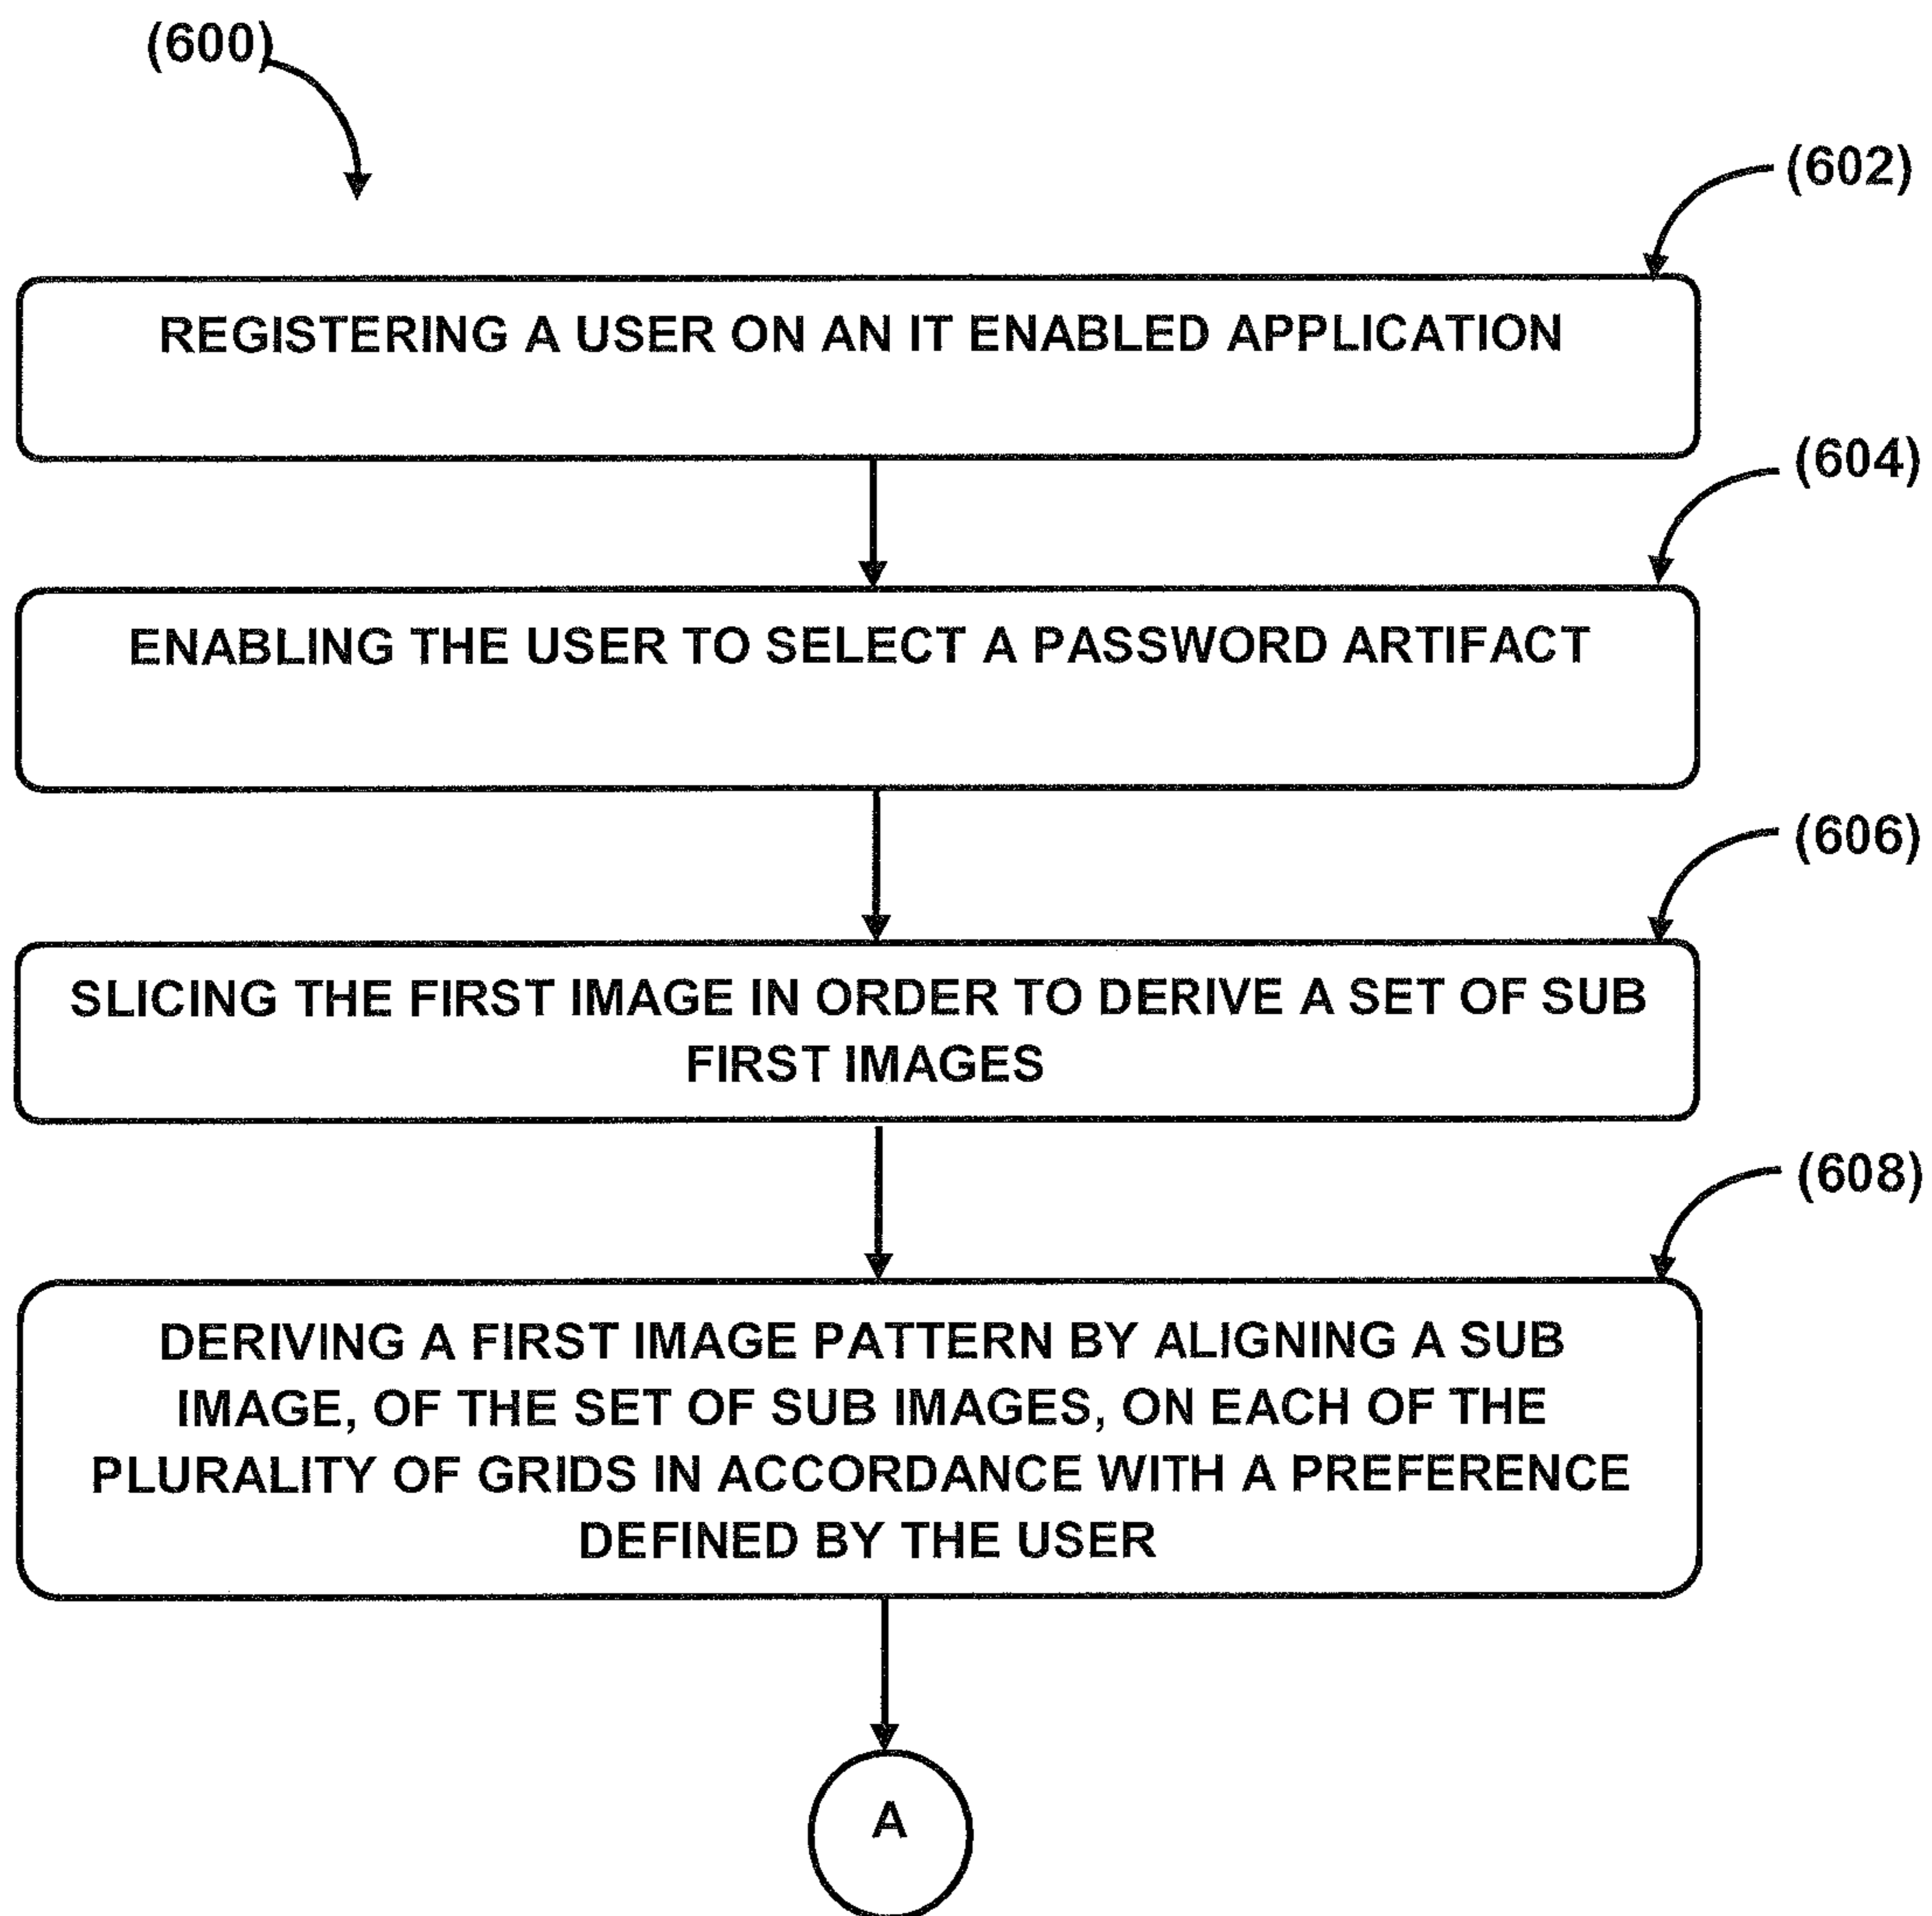 (600)
(602)
REGISTERING A USER ON AN IT ENABLED APPLICATION
(604)
ENABLING THE USER TO SELECT A PASSWORD ARTIFACT
(606)
SLICING THE FIRST IMAGE IN ORDER TO DERIVE A SET OF SUB
FIRST IMAGES
(608)
DERIVING A FIRST IMAGE PATTERN BY ALIGNING A SUB
IMAGE, OF THE SET OF SUB IMAGES, ON EACH OF THE
PLURALITY OF GRIDS IN ACCORDANCE WITH A PREFERENCE
DEFINED BY THE USER
A